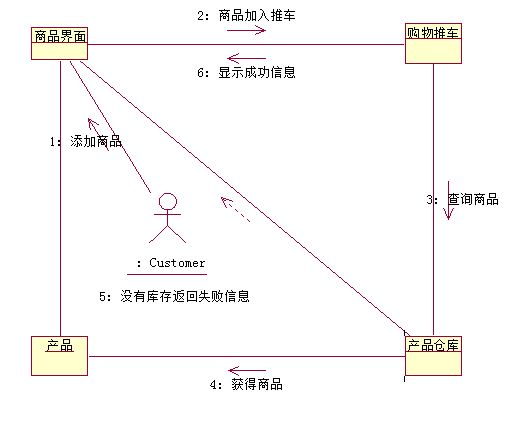 2: 商品加入推车
商品界面
购物推车
6: 显示成功信息
1: 添加商品
3: 查询商品
: Customer
5: 没有库存返回失败信息
产品
产品仓库
4: 获得商品